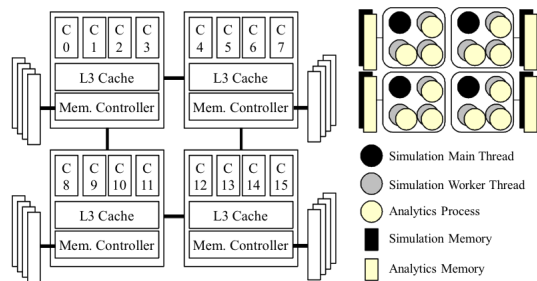 C C C C
0 1 2 3
L3 Cache
Mem. Controller
C C C C
4 5 6 7
L3 Cache
Mem. Controller
C C C C
8 9 10 11
L3 Cache
Mem. Controller
C C C C
12 13 14 15
L3 Cache
Mem. Controller
Simulation Main Thread
Simulation Worker Thread
Analytics Process
Simulation Memory
Analytics Memory